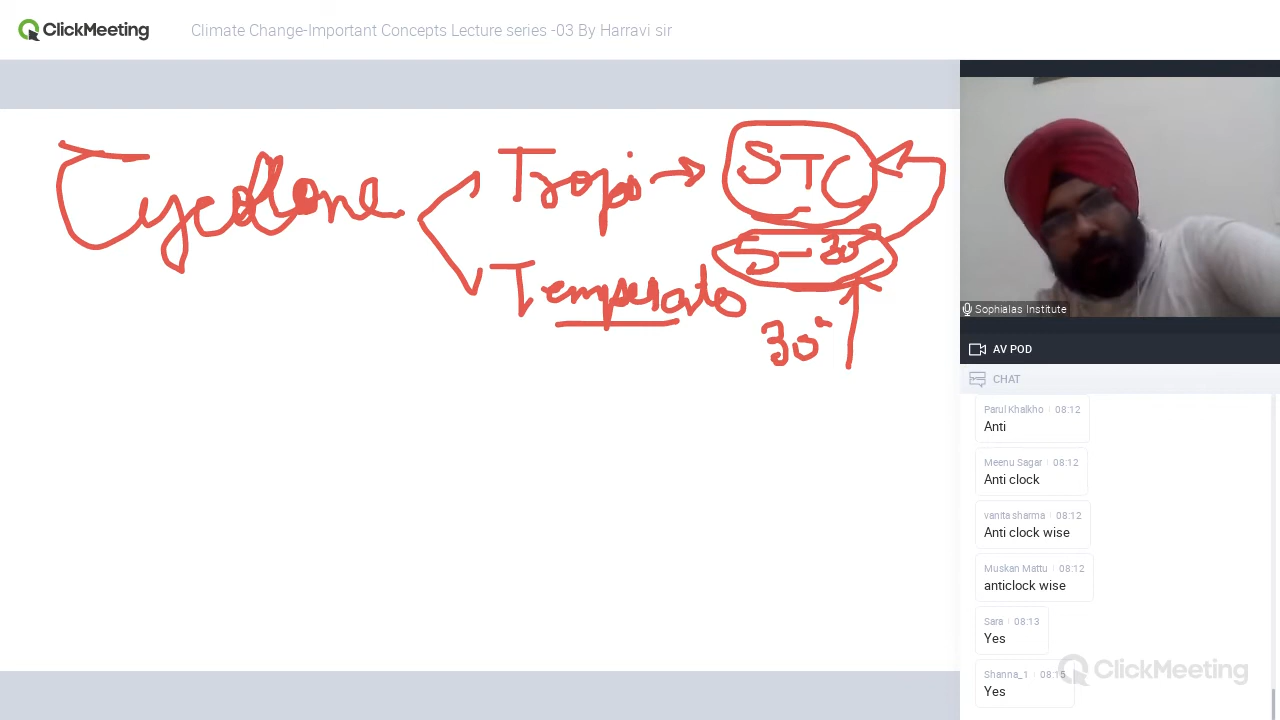 ClickMeeting
Climate Change-Important Concepts Lecture series -03 By Harravi sir
Cyclone
Tropi
STC
5-30
Temperate
30°
Sophialas Institute
AV POD
CHAT
Parul Khalkho 08:12
Anti
Meenu Sagar 08:12
Anti clock
vanita sharma 08:12
Anti clock wise
Muskan Mattu 08:12
anticlock wise
Sara 08:13
Yes
Shanna_1 08:15
Yes
ClickMeeting